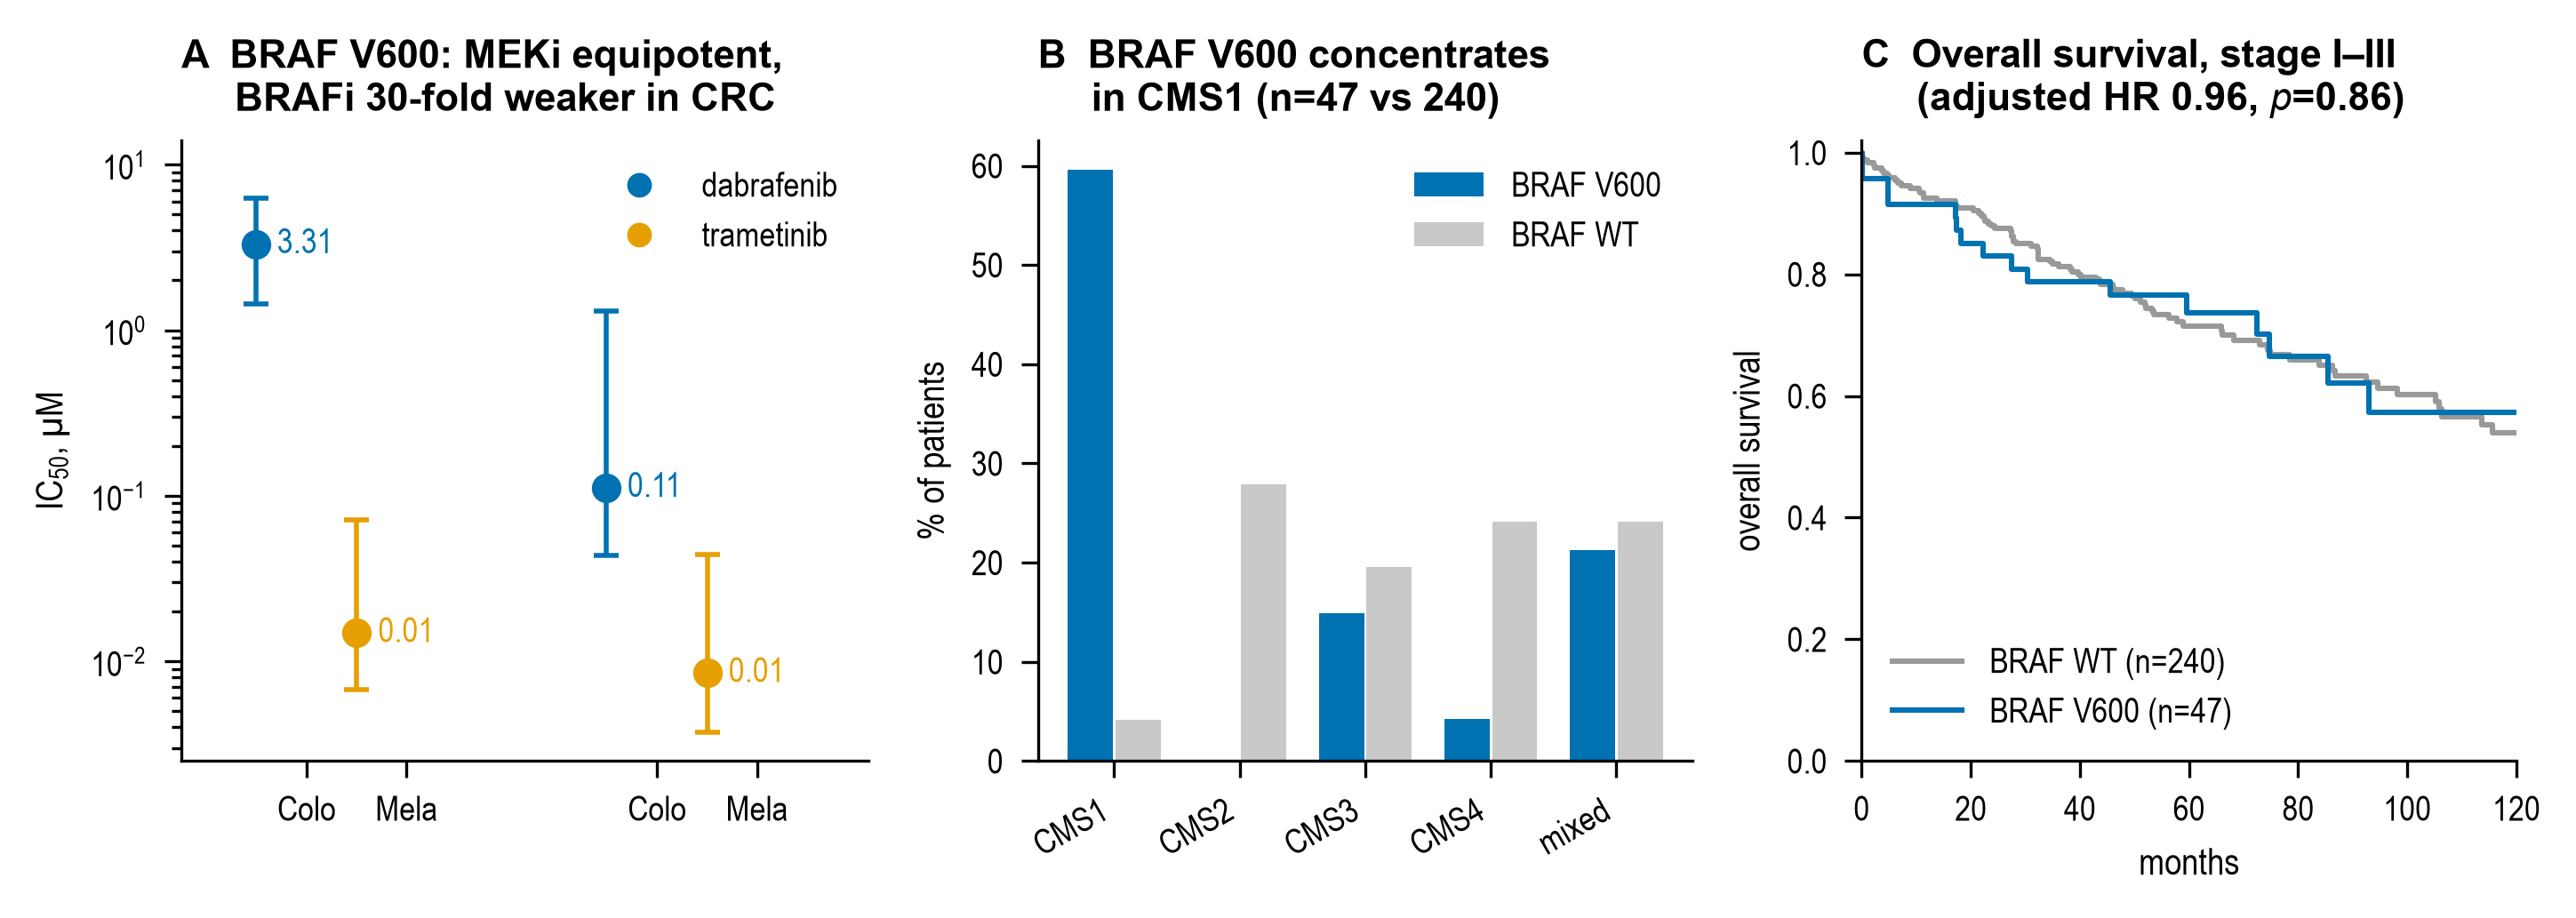 A BRAF V600: MEKi equipotent,
BRAFi 30-fold weaker in CRC
10¹
10⁰
10⁻¹
10⁻²
IC₅₀, µM
dabrafenib
trametinib
3.31
0.01
0.11
0.01
Colo
Mela
Colo
Mela
B BRAF V600 concentrates
in CMS1 (n=47 vs 240)
60
50
40
30
20
10
0
% of patients
BRAF V600
BRAF WT
CMS1
CMS2
CMS3
CMS4
mixed
C Overall survival, stage I–III
(adjusted HR 0.96, p=0.86)
1.0
0.8
0.6
0.4
0.2
0.0
overall survival
BRAF WT (n=240)
BRAF V600 (n=47)
0
20
40
60
80
100
120
months